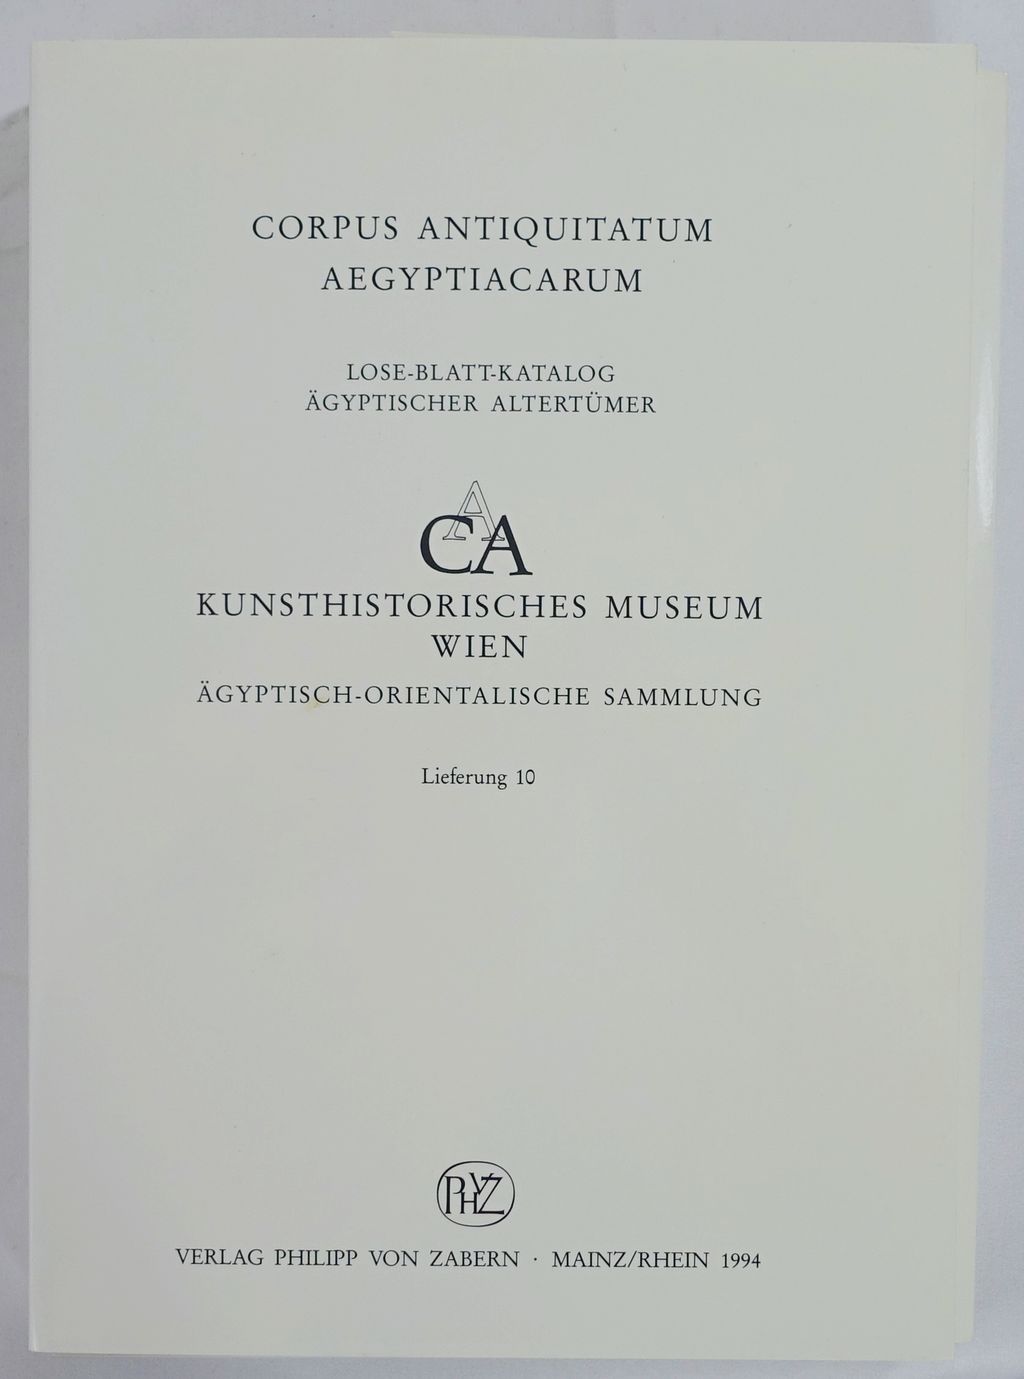 CORPUS ANTIQUITATUM
AEGYPTIACARUM
LOSE-BLATT-KATALOG
ÄGYPTISCHER ALTERTÜMER
CAA
KUNSTHISTORISCHES MUSEUM
WIEN
ÄGYPTISCH-ORIENTALISCHE SAMMLUNG
Lieferung 10
PHVZ
VERLAG PHILIPP VON ZABERN · MAINZ/RHEIN 1994